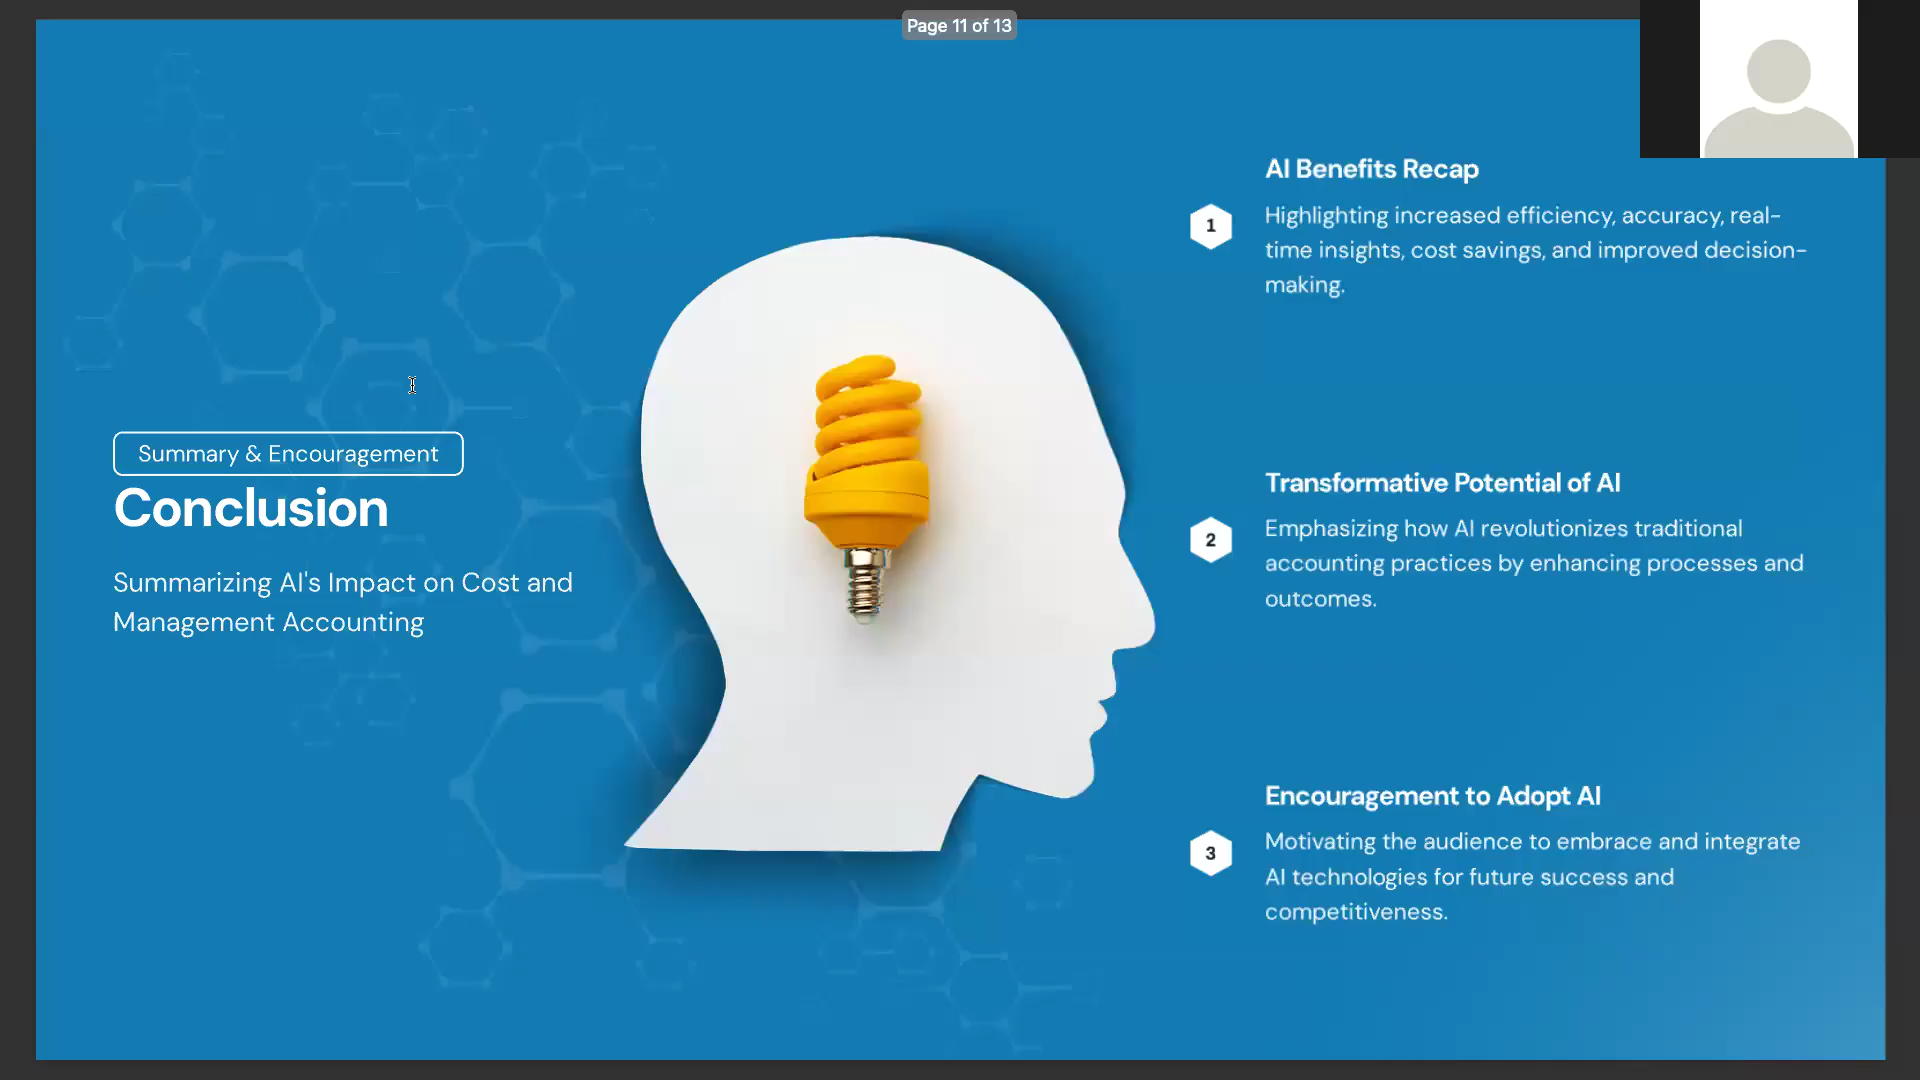 Page 11 of 13
Summary & Encouragement
Conclusion
Summarizing AI's Impact on Cost and
Management Accounting
1
AI Benefits Recap
Highlighting increased efficiency, accuracy, real-
time insights, cost savings, and improved decision-
making.
2
Transformative Potential of AI
Emphasizing how AI revolutionizes traditional
accounting practices by enhancing processes and
outcomes.
3
Encouragement to Adopt AI
Motivating the audience to embrace and integrate
AI technologies for future success and
competitiveness.